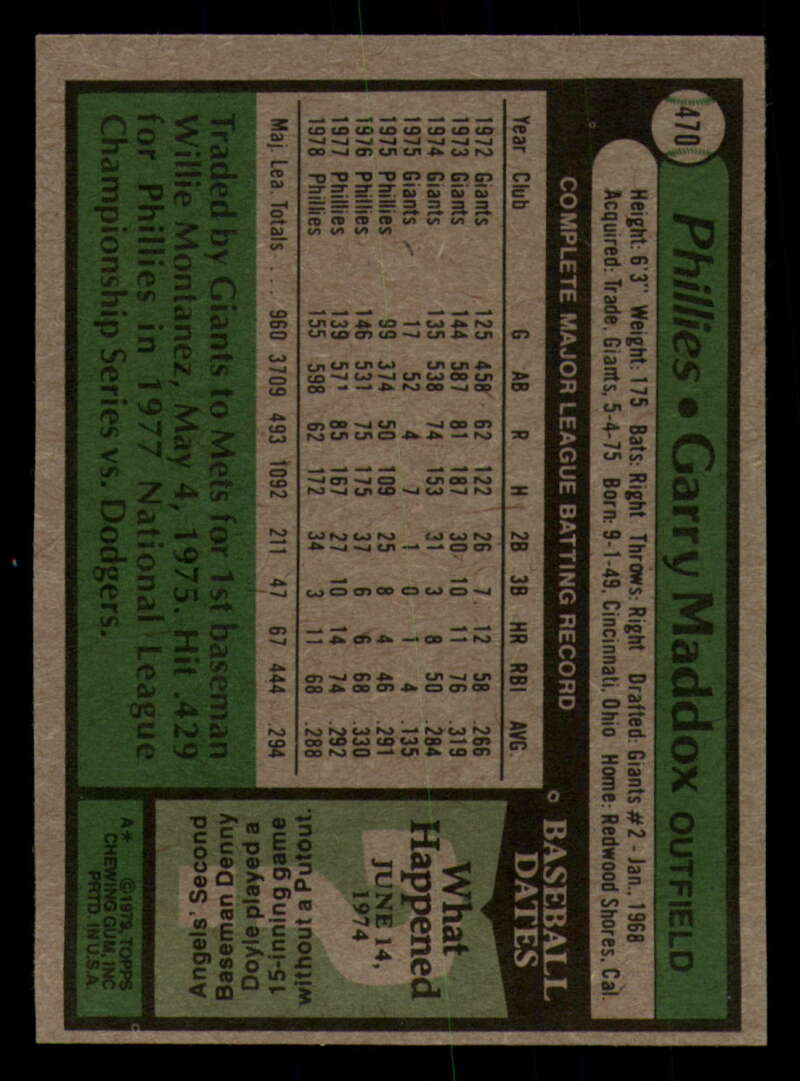 470
Phillies • Garry Maddox OUTFIELD
Height: 6'3" Weight: 175 Bats: Right Throws: Right Drafted: Giants #2 - Jan., 1968
Acquired: Trade, Giants, 5-4-75 Born: 9-1-49, Cincinnati, Ohio Home: Redwood Shores, Cal.
COMPLETE MAJOR LEAGUE BATTING RECORD
Year Club G AB R H 2B 3B HR RBI AVG.
1972 Giants 125 458 62 122 26 7 12 58 .266
1973 Giants 144 587 81 187 30 10 11 76 .319
1974 Giants 135 538 74 153 31 3 8 50 .284
1975 Giants 17 52 4 7 1 0 1 4 .135
1975 Phillies 99 374 50 109 25 8 4 46 .291
1976 Phillies 146 531 75 175 37 6 6 68 .330
1977 Phillies 139 571 85 167 27 10 14 74 .292
1978 Phillies 155 598 62 172 34 3 11 68 .288
Maj. Lea. Totals . . . . 960 3709 493 1092 211 47 67 444 .294
Traded by Giants to Mets for 1st baseman
Willie Montanez, May 4, 1975. Hit .429
for Phillies in 1977 National League
Championship Series vs. Dodgers.
BASEBALL
DATES
What
Happened
JUNE 14,
1974
Angels' Second
Baseman Denny
Doyle played a
15-inning game
without a Putout.
A* ©1979, TOPPS
CHEWING GUM, INC
PRTD. IN U.S.A.